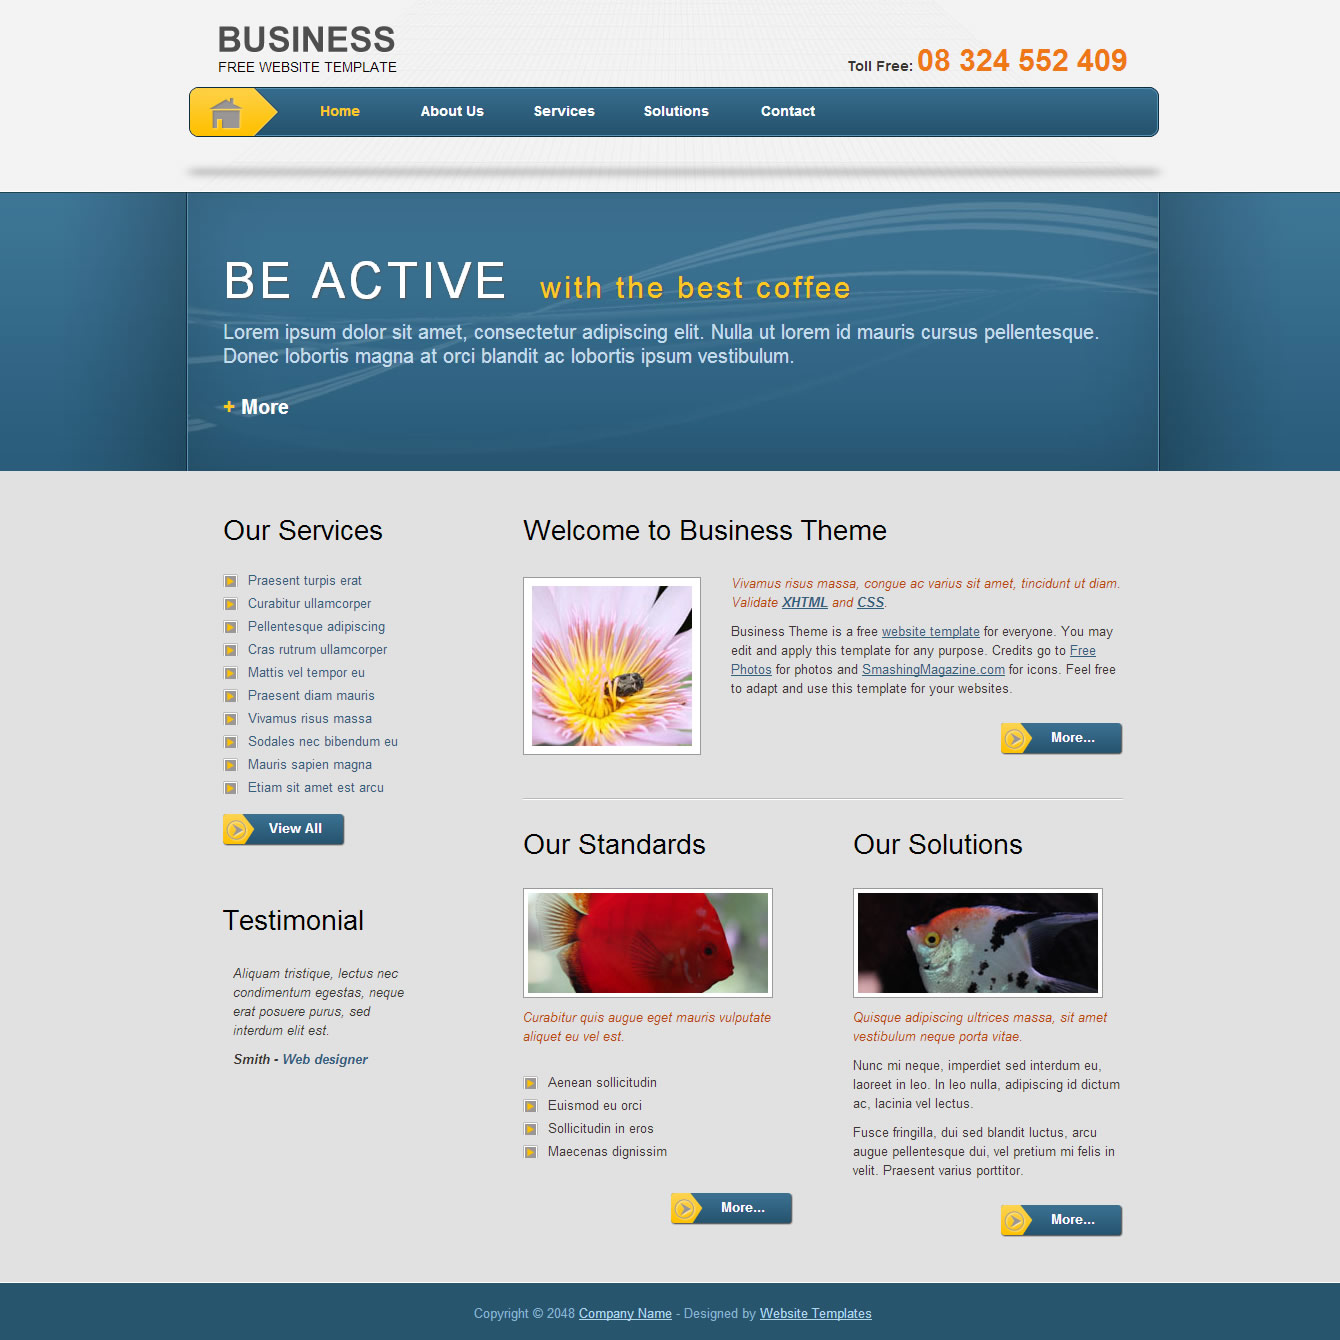 BUSINESS
FREE WEBSITE TEMPLATE
Toll Free: 08 324 552 409
Home About Us Services Solutions Contact
BE ACTIVE with the best coffee
Lorem ipsum dolor sit amet, consectetur adipiscing elit. Nulla ut lorem id mauris cursus pellentesque.
Donec lobortis magna at orci blandit ac lobortis ipsum vestibulum.
+ More
Our Services
Praesent turpis erat
Curabitur ullamcorper
Pellentesque adipiscing
Cras rutrum ullamcorper
Mattis vel tempor eu
Praesent diam mauris
Vivamus risus massa
Sodales nec bibendum eu
Mauris sapien magna
Etiam sit amet est arcu
View All
Testimonial
Aliquam tristique, lectus nec
condimentum egestas, neque
erat posuere purus, sed
interdum elit est.
Smith - Web designer
Welcome to Business Theme
Vivamus risus massa, congue ac varius sit amet, tincidunt ut diam.
Validate XHTML and CSS.
Business Theme is a free website template for everyone. You may
edit and apply this template for any purpose. Credits go to Free
Photos for photos and SmashingMagazine.com for icons. Feel free
to adapt and use this template for your websites.
More...
Our Standards
Curabitur quis augue eget mauris vulputate
aliquet eu vel est.
Aenean sollicitudin
Euismod eu orci
Sollicitudin in eros
Maecenas dignissim
More...
Our Solutions
Quisque adipiscing ultrices massa, sit amet
vestibulum neque porta vitae.
Nunc mi neque, imperdiet sed interdum eu,
laoreet in leo. In leo nulla, adipiscing id dictum
ac, lacinia vel lectus.
Fusce fringilla, dui sed blandit luctus, arcu
augue pellentesque dui, vel pretium mi felis in
velit. Praesent varius porttitor.
More...
Copyright © 2048 Company Name - Designed by Website Templates